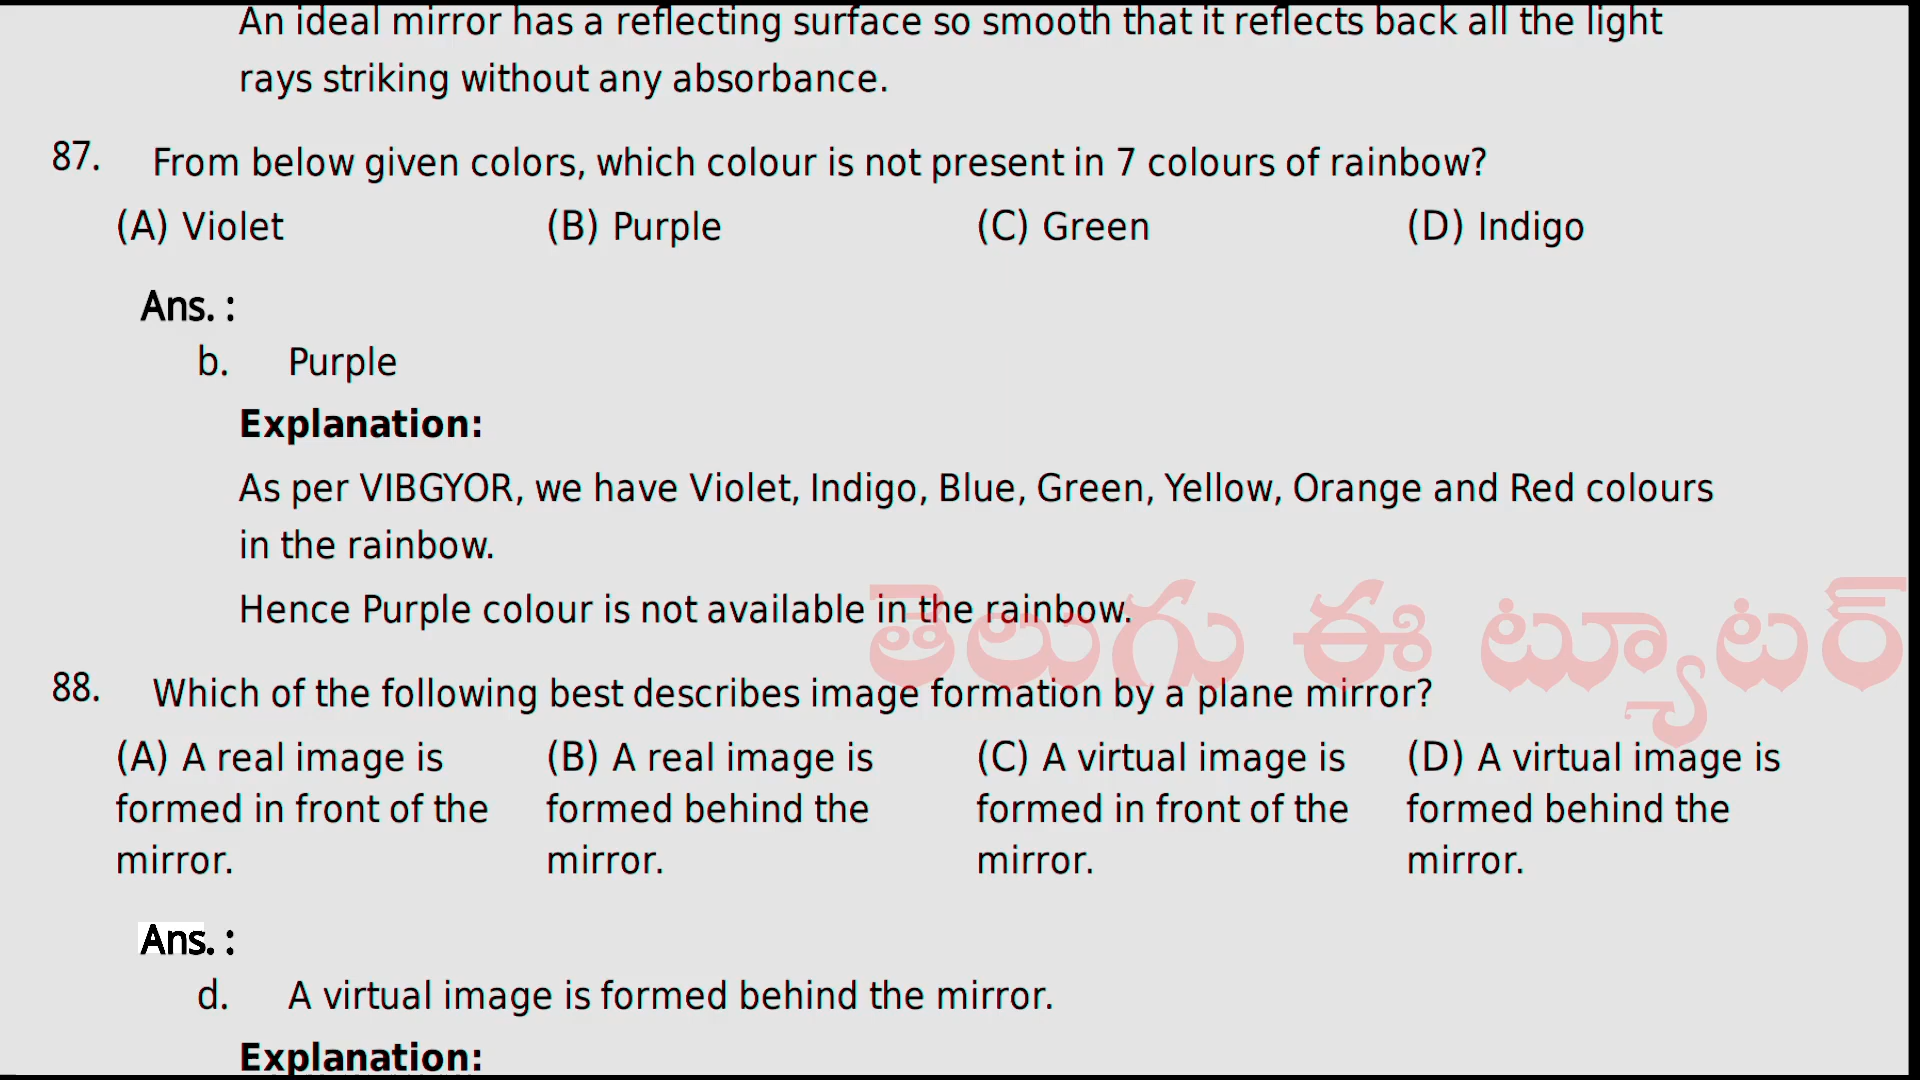 An ideal mirror has a reflecting surface so smooth that it reflects back all the light
rays striking without any absorbance.
87. From below given colors, which colour is not present in 7 colours of rainbow?
(A) Violet (B) Purple (C) Green (D) Indigo
Ans. :
b. Purple
Explanation:
As per VIBGYOR, we have Violet, Indigo, Blue, Green, Yellow, Orange and Red colours
in the rainbow.
Hence Purple colour is not available in the rainbow.
తెలుగు ఈ ట్యూటర్
88. Which of the following best describes image formation by a plane mirror?
(A) A real image is (B) A real image is (C) A virtual image is (D) A virtual image is
formed in front of the formed behind the formed in front of the formed behind the
mirror. mirror. mirror. mirror.
Ans. :
d. A virtual image is formed behind the mirror.
Explanation: